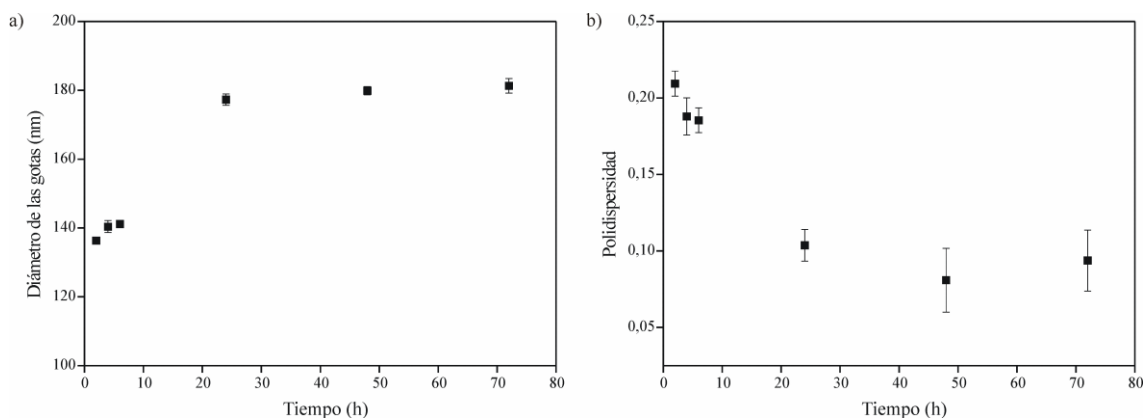 a)
200
180
160
140
120
100
Diámetro de las gotas (nm)
0 10 20 30 40 50 60 70 80
Tiempo (h)
b)
0,25
0,20
0,15
0,10
0,05
Polidispersidad
0 10 20 30 40 50 60 70 80
Tiempo (h)